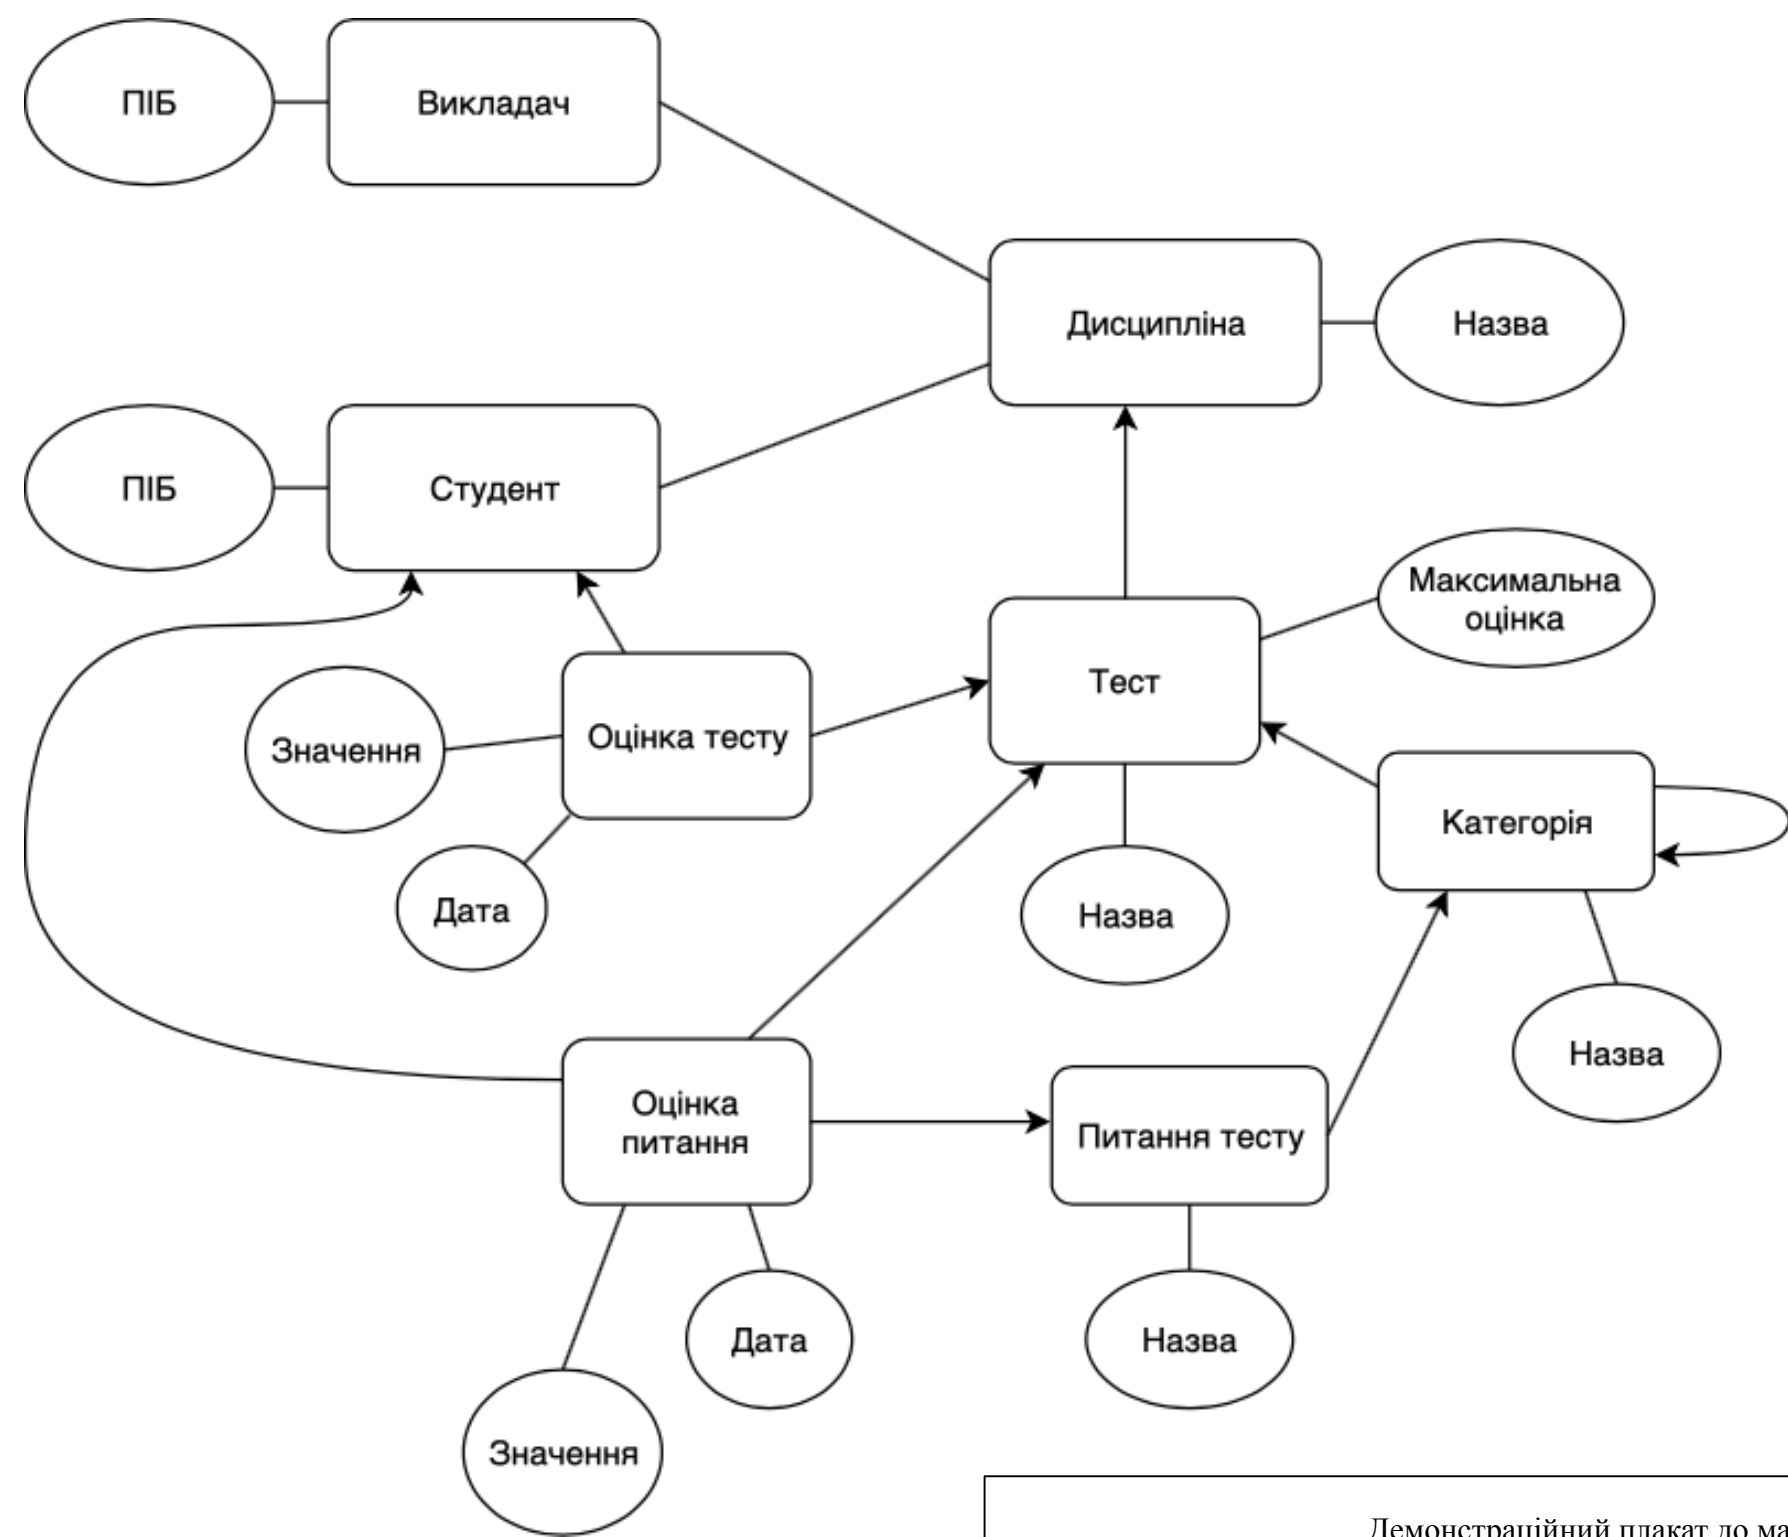 ПІБ
Викладач
Дисципліна
Назва
ПІБ
Студент
Максимальна
оцінка
Тест
Значення
Оцінка тесту
Категорія
Дата
Назва
Назва
Оцінка
питання
Питання тесту
Дата
Назва
Значення
Демонстраційний плакат до ма